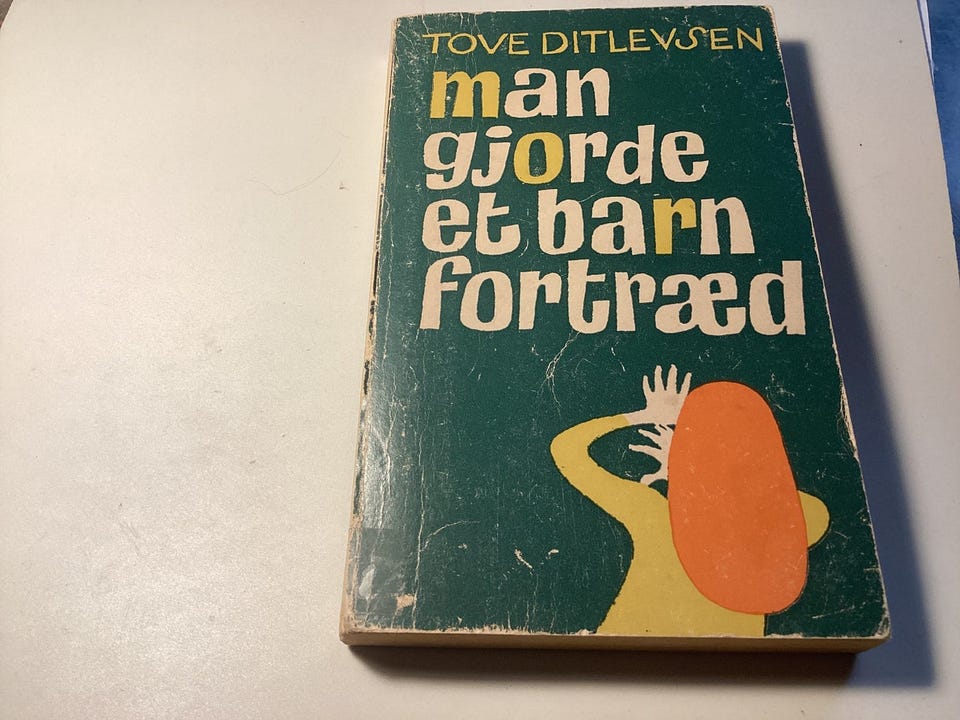 TOVE DITLEVSEN
man
gjorde
et barn
fortræd